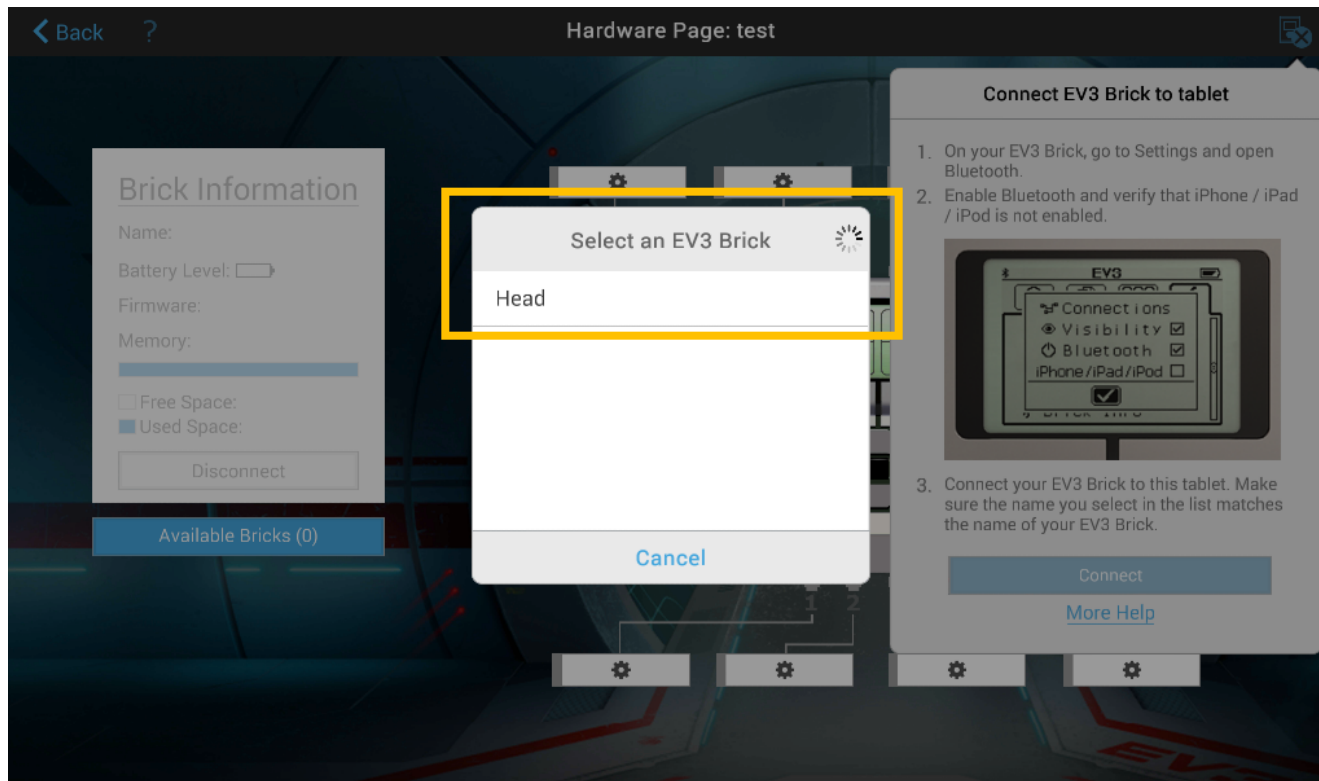 Back
?
Hardware Page: test
Connect EV3 Brick to tablet
1. On your EV3 Brick, go to Settings and open
Bluetooth.
2. Enable Bluetooth and verify that iPhone / iPad
/ iPod is not enabled.
EV3
Connections
Visibility
Bluetooth
iPhone/iPad/iPod
3. Connect your EV3 Brick to this tablet. Make
sure the name you select in the list matches
the name of your EV3 Brick.
Connect
More Help
Brick Information
Name:
Battery Level:
Firmware:
Memory:
Free Space:
Used Space:
Disconnect
Available Bricks (0)
Select an EV3 Brick
Head
Cancel
1 2